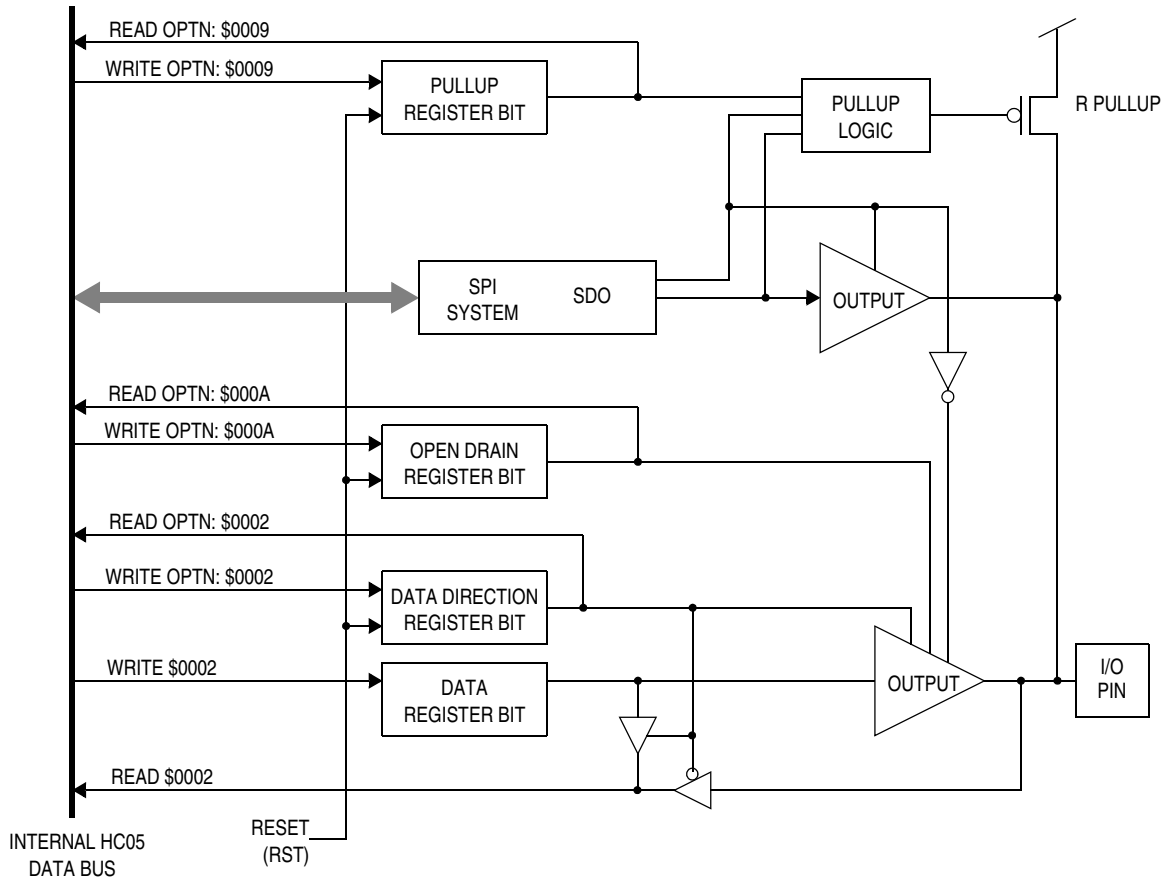 READ OPTN: $0009
WRITE OPTN: $0009
PULLUP
REGISTER BIT
PULLUP
LOGIC
R PULLUP
SPI
SYSTEM
SDO
OUTPUT
READ OPTN: $000A
WRITE OPTN: $000A
OPEN DRAIN
REGISTER BIT
READ OPTN: $0002
WRITE OPTN: $0002
DATA DIRECTION
REGISTER BIT
WRITE $0002
DATA
REGISTER BIT
OUTPUT
I/O
PIN
READ $0002
RESET
(RST)
INTERNAL HC05
DATA BUS